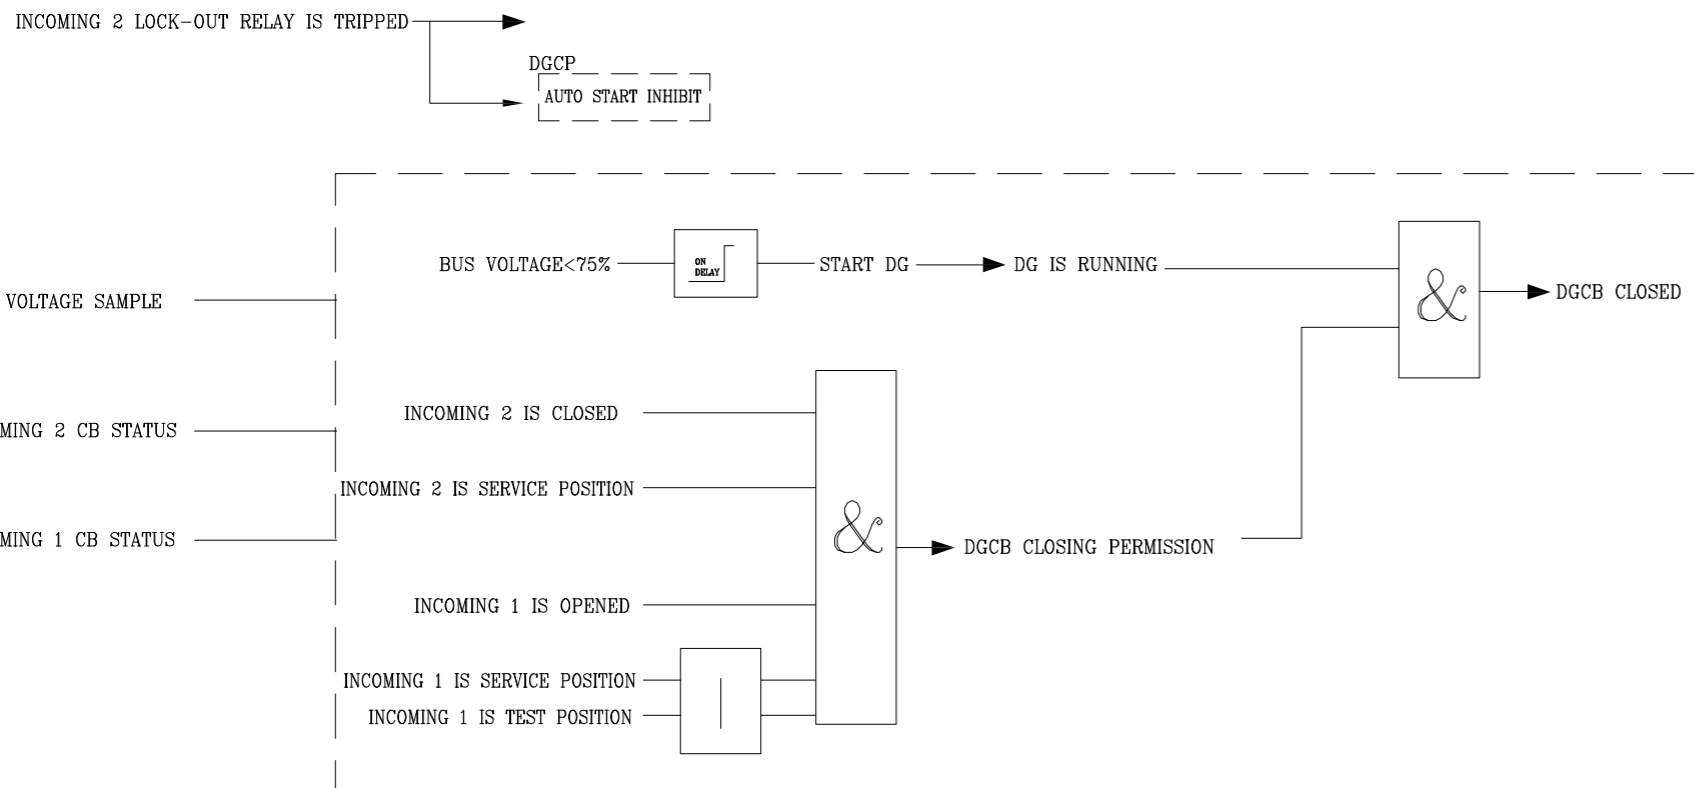 INCOMING 2 LOCK-OUT RELAY IS TRIPPED
DGCP
AUTO START INHIBIT
BUS VOLTAGE<75%
ON
DELAY
START DG
DG IS RUNNING
&
DGCB CLOSED
VOLTAGE SAMPLE
INCOMING 2 IS CLOSED
MING 2 CB STATUS
INCOMING 2 IS SERVICE POSITION
&
MING 1 CB STATUS
DGCB CLOSING PERMISSION
INCOMING 1 IS OPENED
INCOMING 1 IS SERVICE POSITION
INCOMING 1 IS TEST POSITION